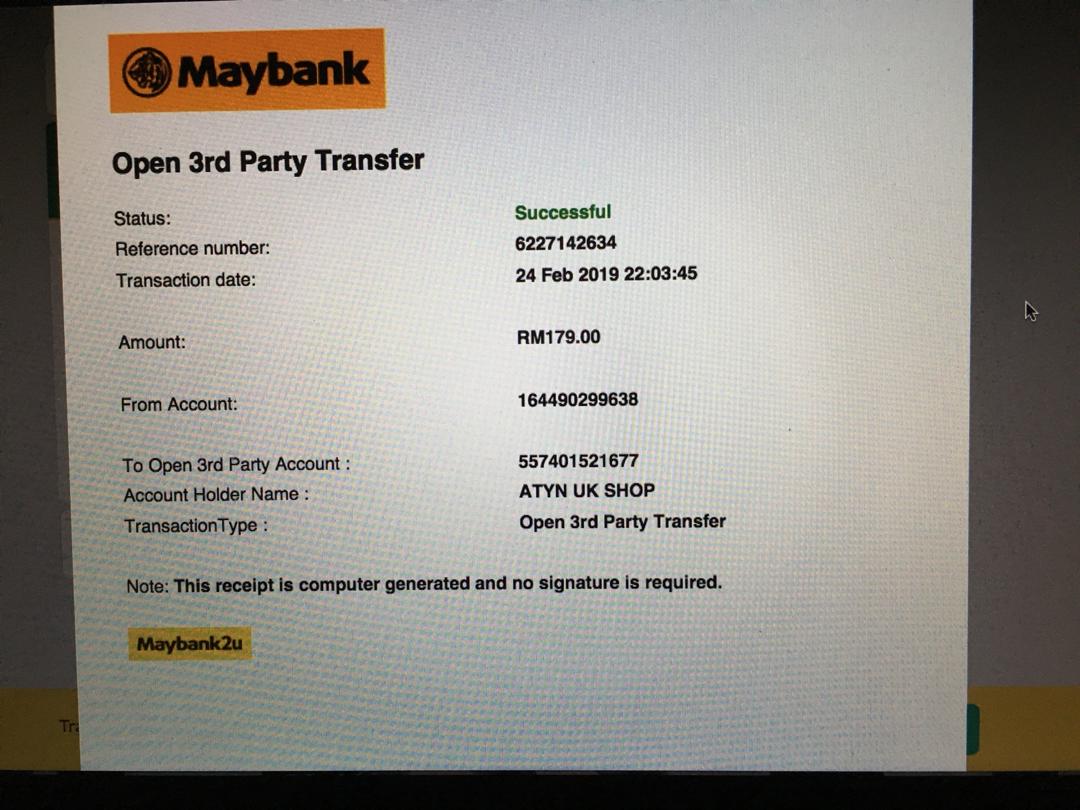 Maybank
Open 3rd Party Transfer
Status: Successful
Reference number: 6227142634
Transaction date: 24 Feb 2019 22:03:45
Amount: RM179.00
From Account: 164490299638
To Open 3rd Party Account : 557401521677
Account Holder Name : ATYN UK SHOP
TransactionType : Open 3rd Party Transfer
Note: This receipt is computer generated and no signature is required.
Maybank2u